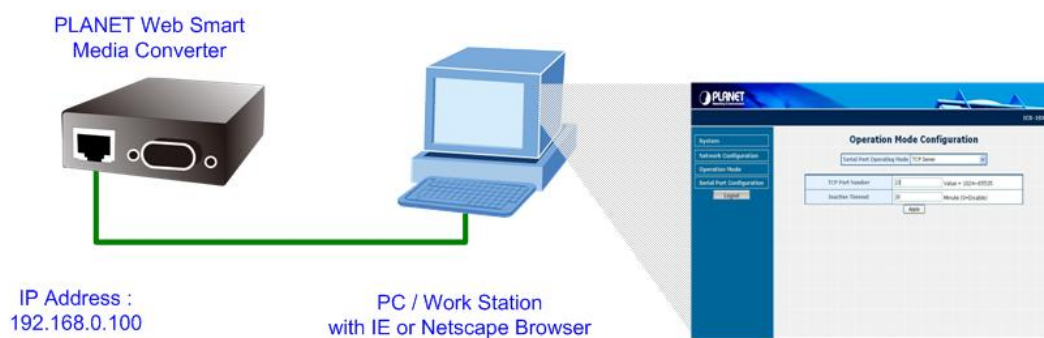 PLANET Web Smart
Media Converter
IP Address :
192.168.0.100
PC / Work Station
with IE or Netscape Browser
PLANET
System
Network Configuration
Operation Mode
Serial Port Configuration
Logout
Operation Mode Configuration
Serial Port Operating Mode TCP Server
TCP Port Number Value = 1024~65535
Inactive Timeout Minute (0=Disable)
Apply